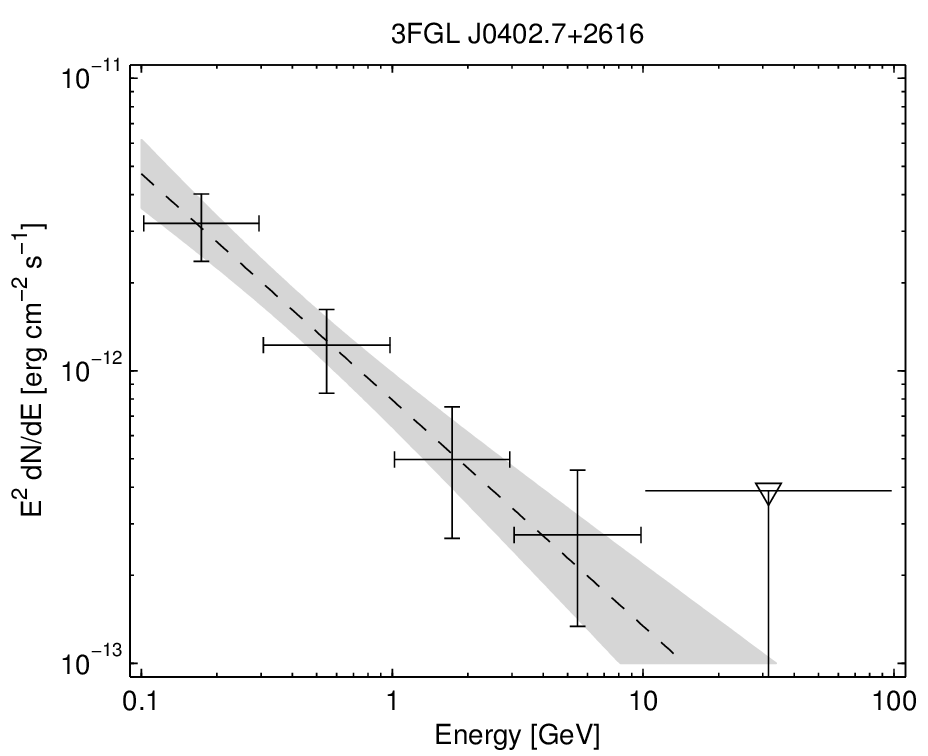 3FGL J0402.7+2616
10⁻¹¹
10⁻¹²
10⁻¹³
E² dN/dE [erg cm⁻² s⁻¹]
0.1 1 10 100
Energy [GeV]